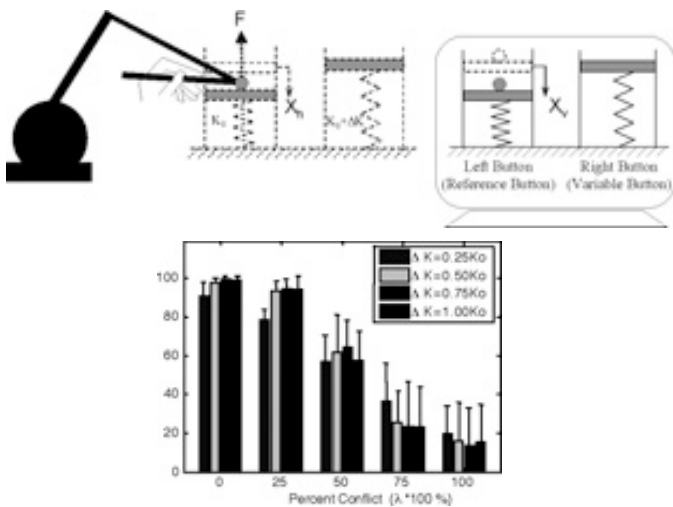 F
X_h
K_0
K_0+ΔK
X_v
Left Button
(Reference Button)
Right Button
(Variable Button)
Δ K=0.25Ko
Δ K=0.50Ko
Δ K=0.75Ko
Δ K=1.00Ko
100
80
60
40
20
0
0 25 50 75 100
Percent Conflict (λ *100 %)